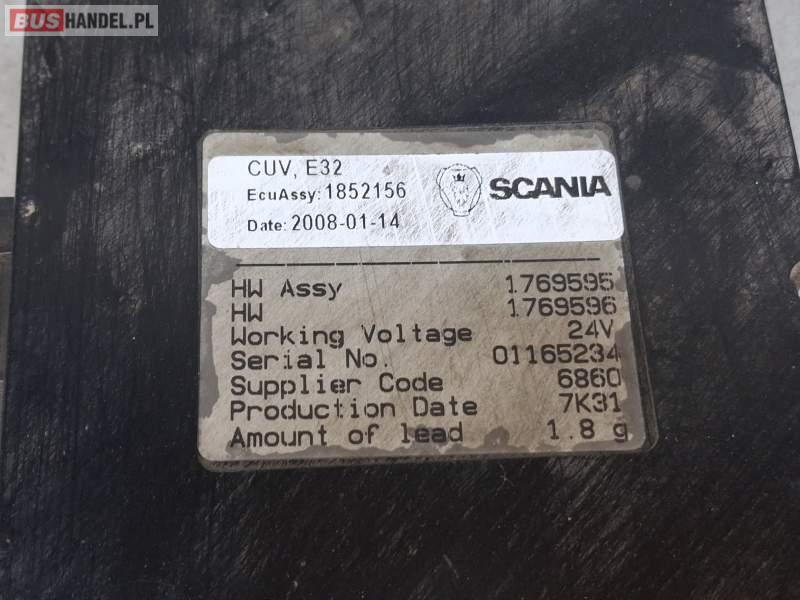 BUSHANDEL.PL
CUV, E32
EcuAssy: 1852156
SCANIA
Date: 2008-01-14
HW Assy 1769595
HW 1769596
Working Voltage 24V
Serial No. 01165234
Supplier Code 6860
Production Date 7K31
Amount of lead 1.8 g